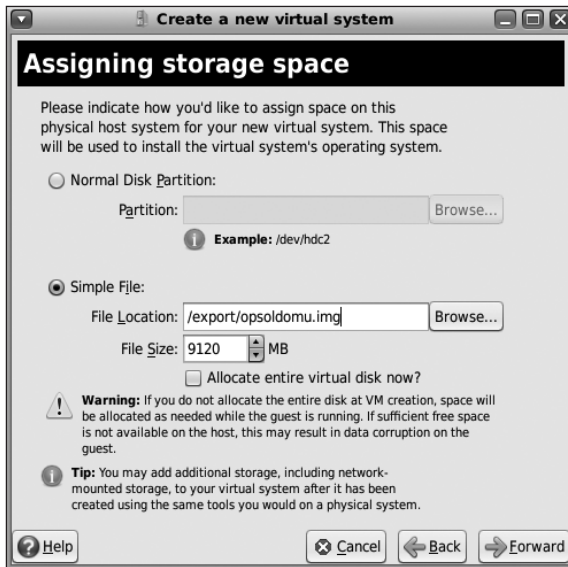 Create a new virtual system
Assigning storage space
Please indicate how you'd like to assign space on this
physical host system for your new virtual system. This space
will be used to install the virtual system's operating system.
Normal Disk Partition:
Partition:
Browse...
Example: /dev/hdc2
Simple File:
File Location: /export/opsoldomu.img Browse...
File Size: 9120 MB
Allocate entire virtual disk now?
Warning: If you do not allocate the entire disk at VM creation, space will
be allocated as needed while the guest is running. If sufficient free space
is not available on the host, this may result in data corruption on the
guest.
Tip: You may add additional storage, including network-
mounted storage, to your virtual system after it has been
created using the same tools you would on a physical system.
Help Cancel Back Forward